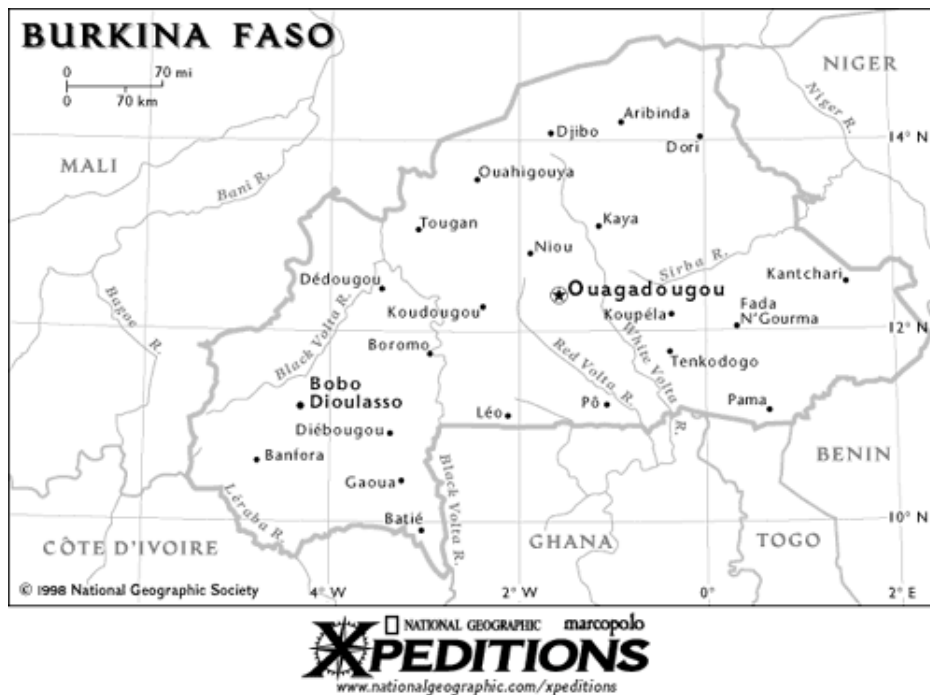 BURKINA FASO
0 70 mi
0 70 km
NIGER
Niger R.
Aribinda
Djibo
Dori
14° N
MALI
Bani R.
Ouahigouya
Tougan
Kaya
Niou
Sirba R.
Kantchari
Dédougou
Ouagadougou
Koudougou
Koupéla
Fada
N'Gourma
12° N
Bagoe R.
Black Volta R.
Boromo
Red Volta R.
White Volta R.
Tenkodogo
Bobo
Dioulasso
Léo
Pô
Pama
Diébougou
Banfora
BENIN
Gaoua
Black Volta R.
Léraba R.
Batié
10° N
CÔTE D'IVOIRE
GHANA
TOGO
© 1998 National Geographic Society
4° W
2° W
0°
2° E
NATIONAL GEOGRAPHIC marcopolo
XPEDITIONS
www.nationalgeographic.com/xpeditions